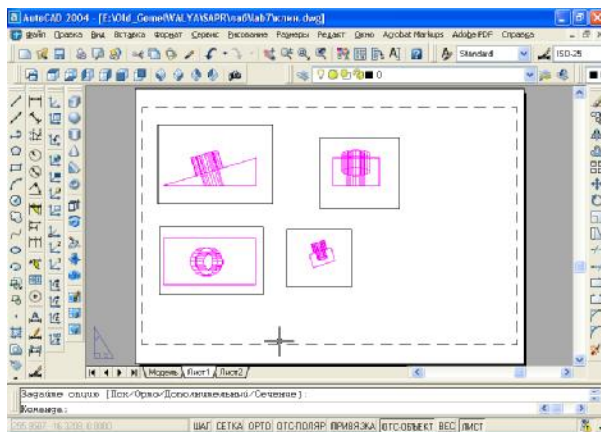 AutoCAD 2004 - [E:\Old_Gomel\WALYA\SAPR\лаб\lab7\клин.dwg]
Файл Правка Вид Вставка Формат Сервис Рисование Размеры Редакт Окно Acrobat Markups Adobe PDF Справка
Standard ISO-25
0
Модель Лист1 Лист2
Задайте опцию [Пск/Орто/Дополнительный/Сечение]:
Команда:
ШАГ СЕТКА ОРТО ОТС-ПОЛЯР ПРИВЯЗКА ОТС-ОБЪЕКТ ВЕС ЛИСТ